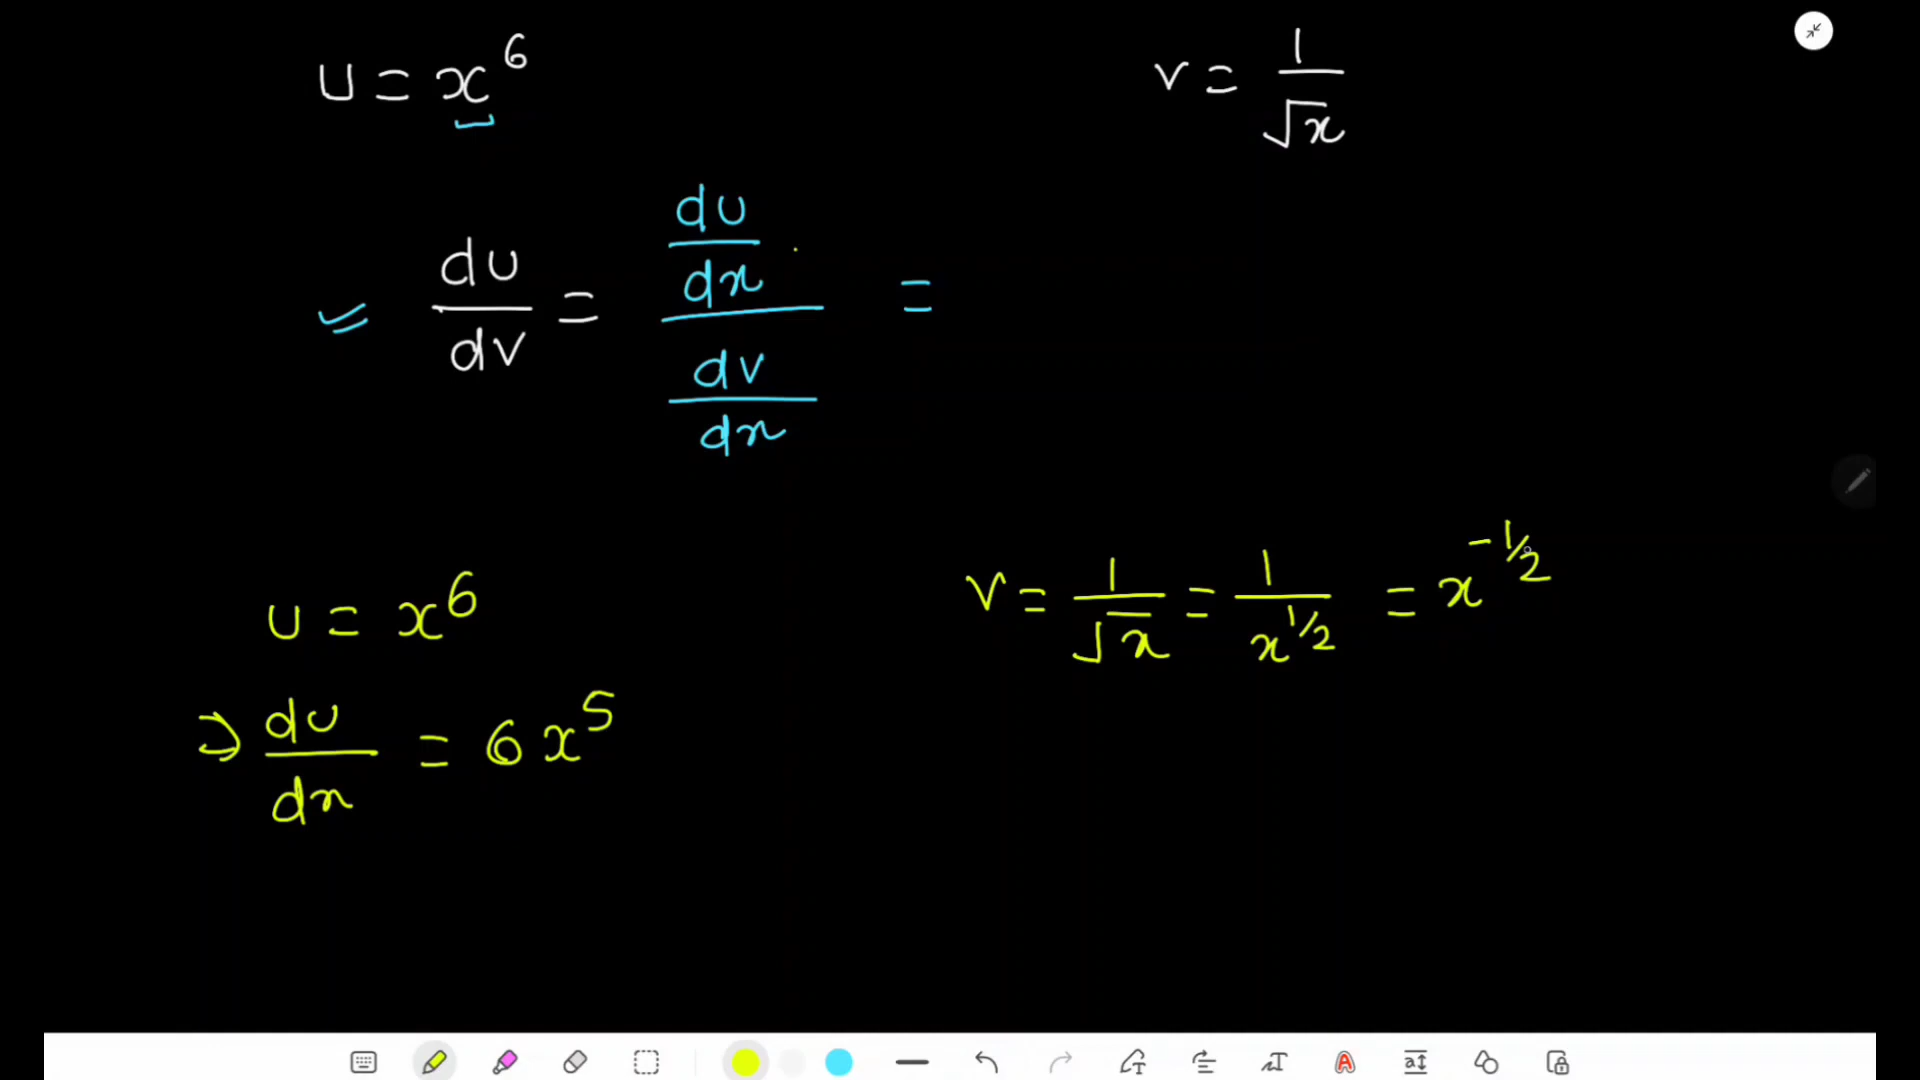 u = x^6
v = 1/√x
du/dv = (du/dx)/(dv/dx) =
u = x^6
v = 1/√x = 1/x^1/2 = x^-1/2
⇒ du/dx = 6x^5